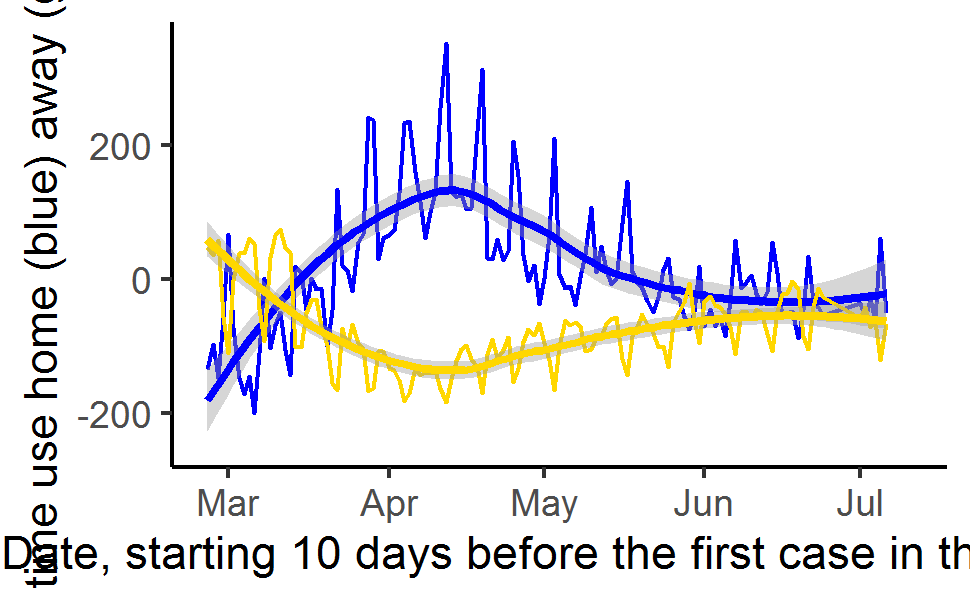 time use home (blue) away (
200
0
-200
Mar Apr May Jun Jul
Date, starting 10 days before the first case in th